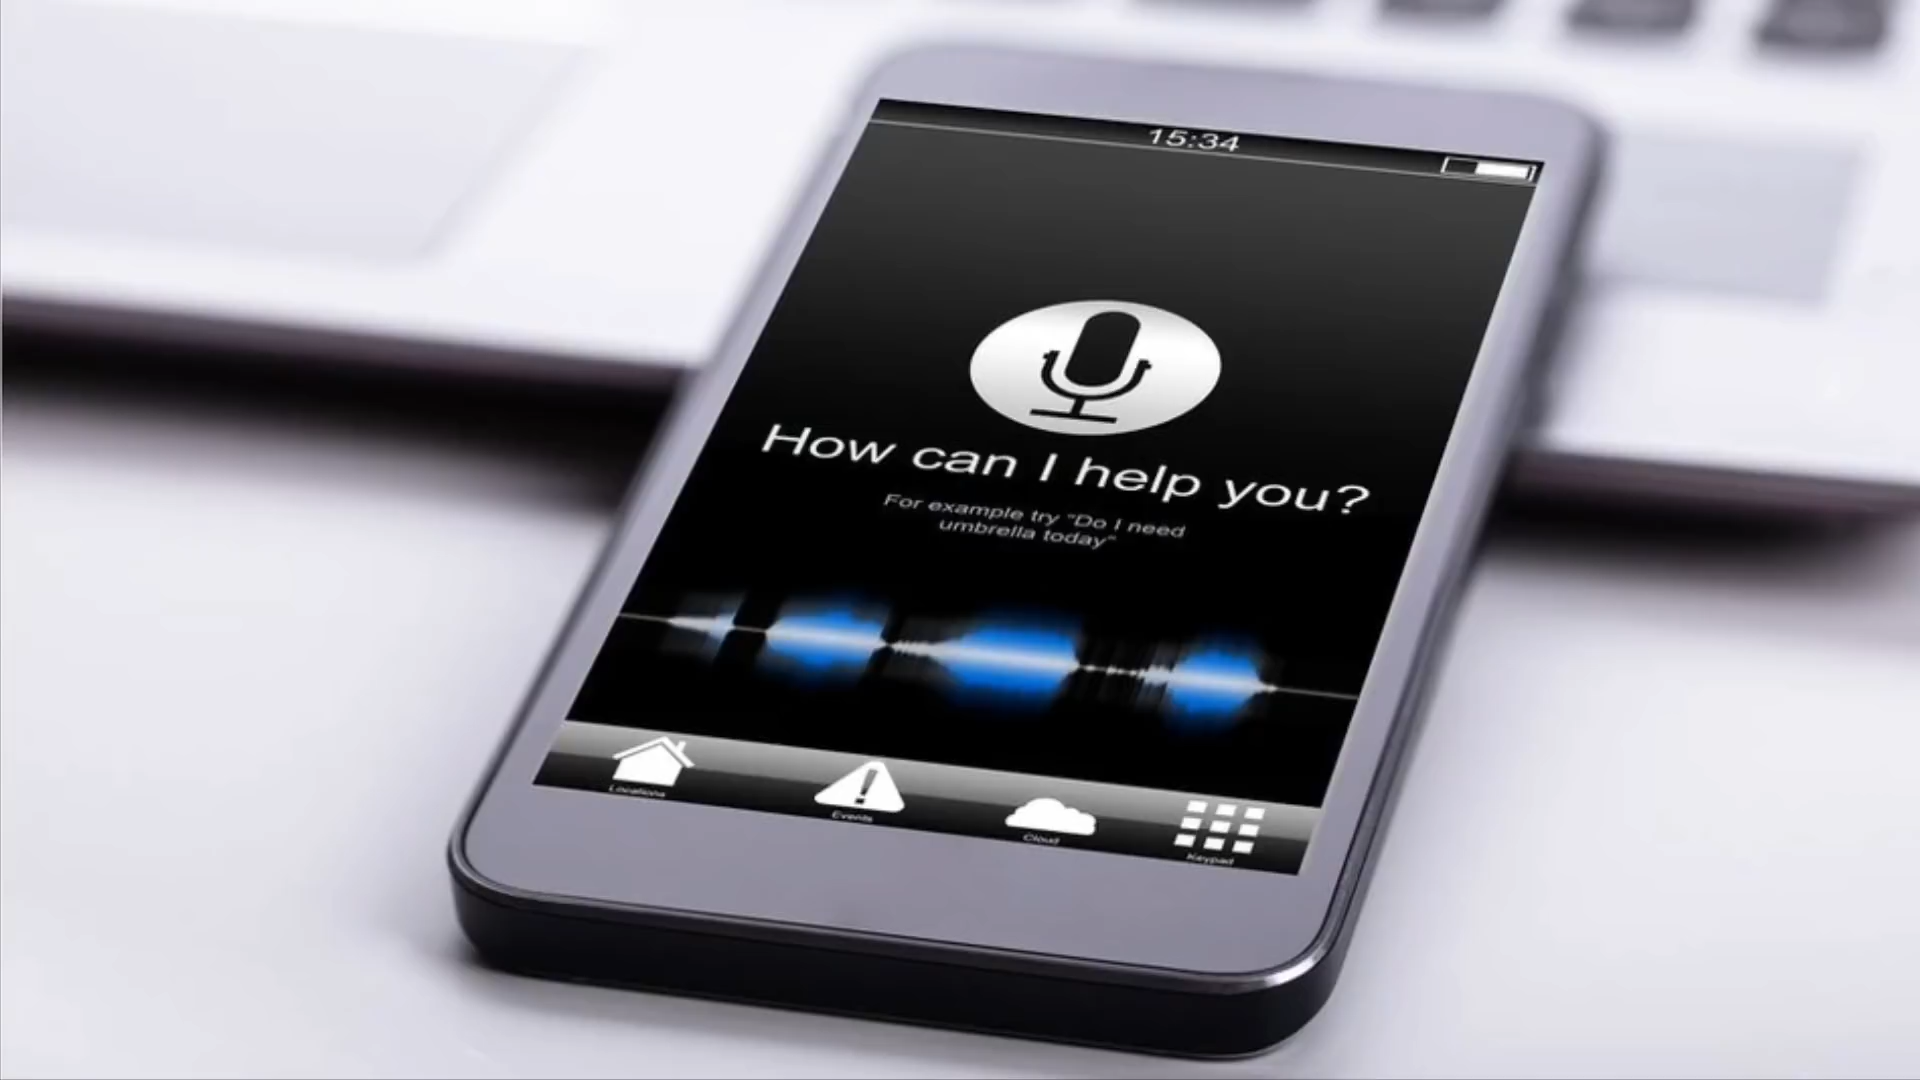 15:34
How can I help you?
For example try "Do I need
umbrella today"
Locations
Events
Cloud
Keypad